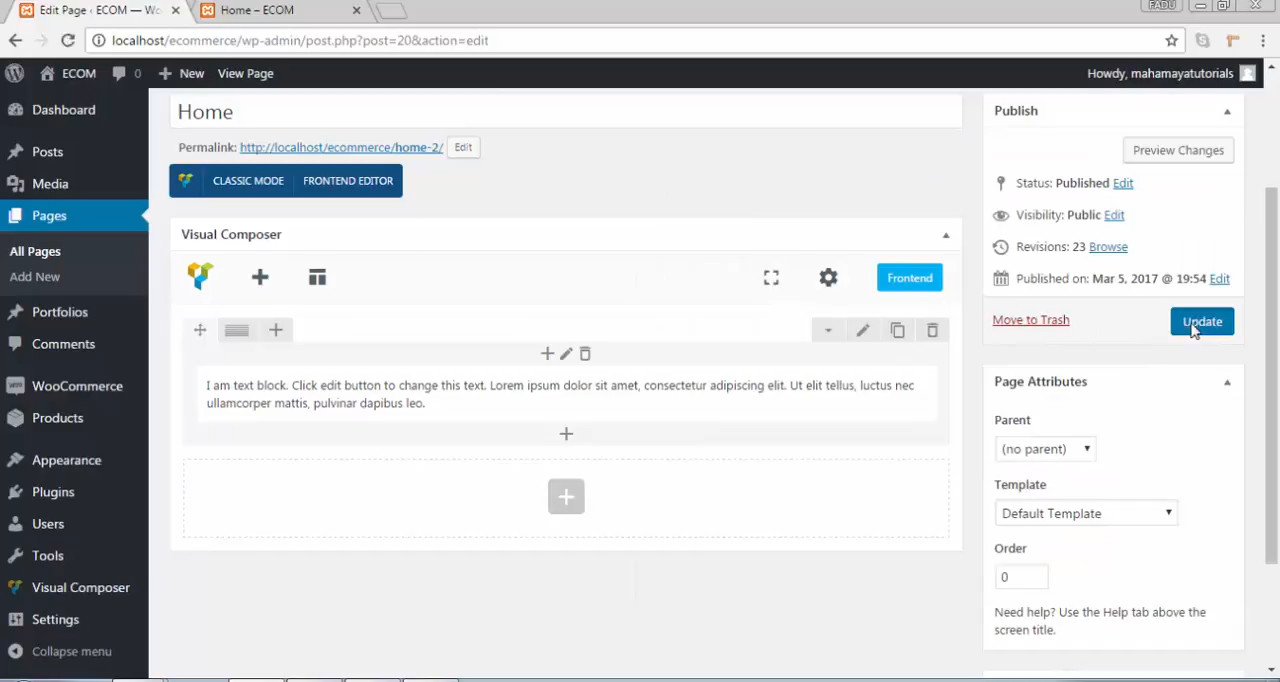 Edit Page ‹ ECOM — Wo
Home – ECOM
EADU
localhost/ecommerce/wp-admin/post.php?post=20&action=edit
ECOM
0
New
View Page
Howdy, mahamayatutorials
Dashboard
Posts
Media
Pages
All Pages
Add New
Portfolios
Comments
WooCommerce
Products
Appearance
Plugins
Users
Tools
Visual Composer
Settings
Collapse menu
Home
Permalink: http://localhost/ecommerce/home-2/ Edit
CLASSIC MODE
FRONTEND EDITOR
Visual Composer
Frontend
I am text block. Click edit button to change this text. Lorem ipsum dolor sit amet, consectetur adipiscing elit. Ut elit tellus, luctus nec
ullamcorper mattis, pulvinar dapibus leo.
Publish
Preview Changes
Status: Published Edit
Visibility: Public Edit
Revisions: 23 Browse
Published on: Mar 5, 2017 @ 19:54 Edit
Move to Trash
Update
Page Attributes
Parent
(no parent)
Template
Default Template
Order
0
Need help? Use the Help tab above the
screen title.